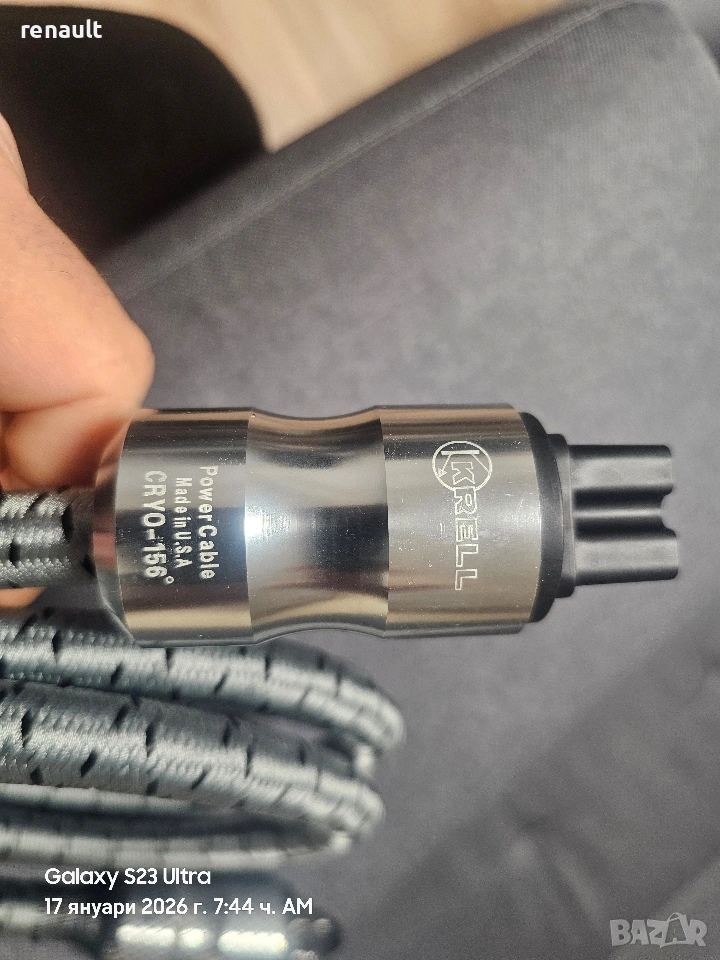 renault
Power Cable
Made in U.S.A
CRYO-156°
KRELL
Galaxy S23 Ultra
17 януари 2026 г. 7:44 ч. AM
BAZAR